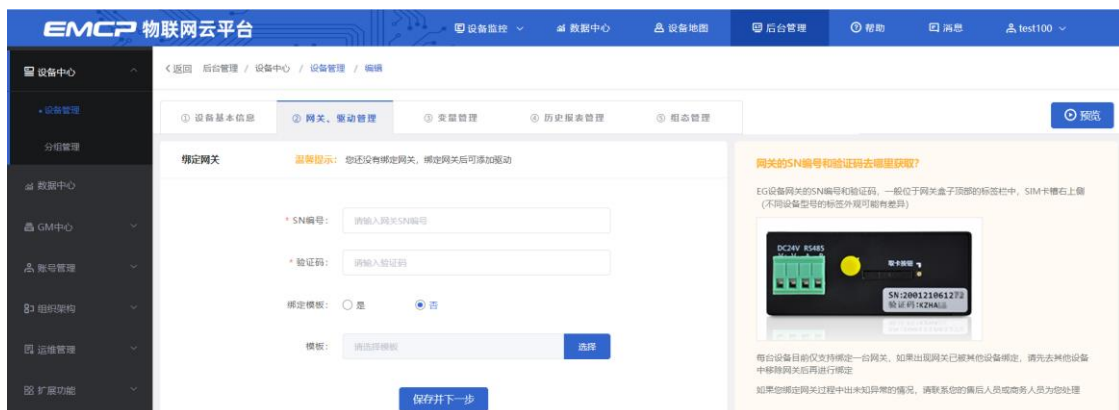 EMCP 物联网云平台
设备监控
数据中心
设备地图
后台管理
帮助
消息
test100
设备中心
设备管理
分组管理
数据中心
GM中心
账号管理
组织架构
运维管理
扩展功能
返回 后台管理 / 设备中心 / 设备管理 / 编辑
① 设备基本信息
② 网关、驱动管理
③ 变量管理
④ 历史报表管理
⑤ 组态管理
预览
绑定网关
温馨提示：您还没有绑定网关，绑定网关后可添加驱动
* SN编号：
请输入网关SN编号
* 验证码：
请输入验证码
绑定模板：
是
否
模板：
请选择模板
选择
保存并下一步
网关的SN编号和验证码去哪里获取?
EG设备网关的SN编号和验证码，一般位于网关盒子顶部的标签栏中，SIM卡槽右上侧
（不同设备型号的标签外观可能有差异）
DC24V RS485
V- V+ A B
取卡按钮
SN:200121061272
验证码:KZHA
每台设备目前仅支持绑定一台网关，如果出现网关已被其他设备绑定，请先去其他设备
中移除网关后再进行绑定
如果您绑定网关过程中出未知异常的情况，请联系您的售后人员或商务人员为您处理